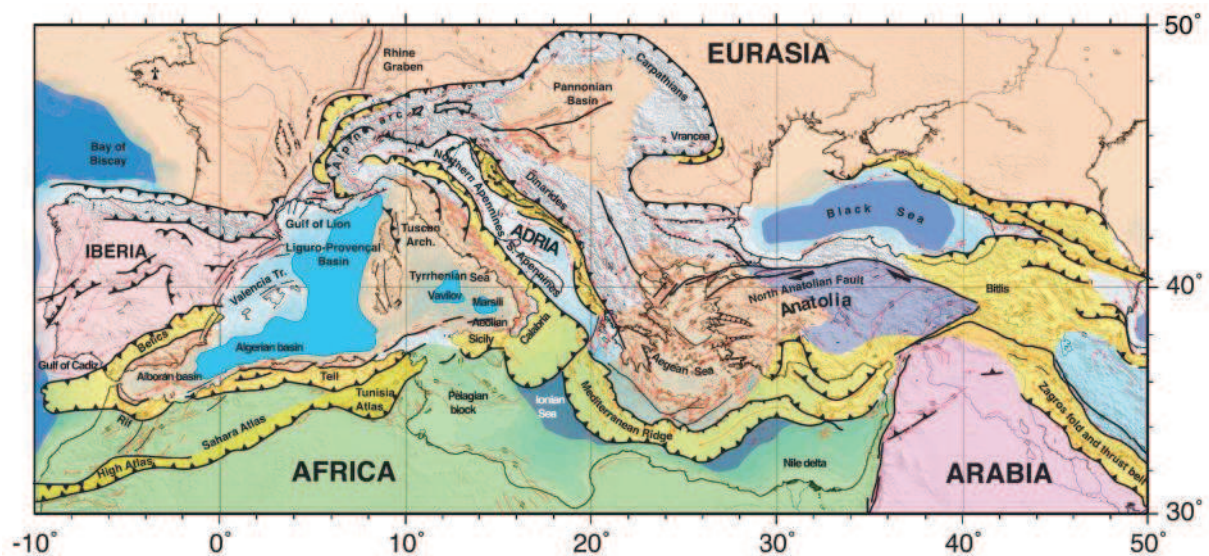 50°
EURASIA
Rhine
Graben
Carpathians
Pannonian
Basin
Alpine arc
Vrancea
Bay of
Biscay
Northern Apennines
Dinarides
Black Sea
Gulf of Lion
Tuscan
Arch.
ADRIA
IBERIA
Liguro-Provençal
Basin
S. Apennines
Valencia Tr.
Tyrrhenian Sea
Vavilov
Marsili
North Anatolian Fault
Anatolia
Bitlis
40°
Aeolian
Betics
Algerian basin
Sicily
Calabria
Gulf of Cadiz
Alboran basin
Tell
Aegean Sea
Tunisia
Atlas
Pelagian
block
Ionian
Sea
Mediterranean Ridge
Rif
Sahara Atlas
Zagros fold and thrust belt
High Atlas
AFRICA
Nile delta
ARABIA
30°
-10°
0°
10°
20°
30°
40°
50°